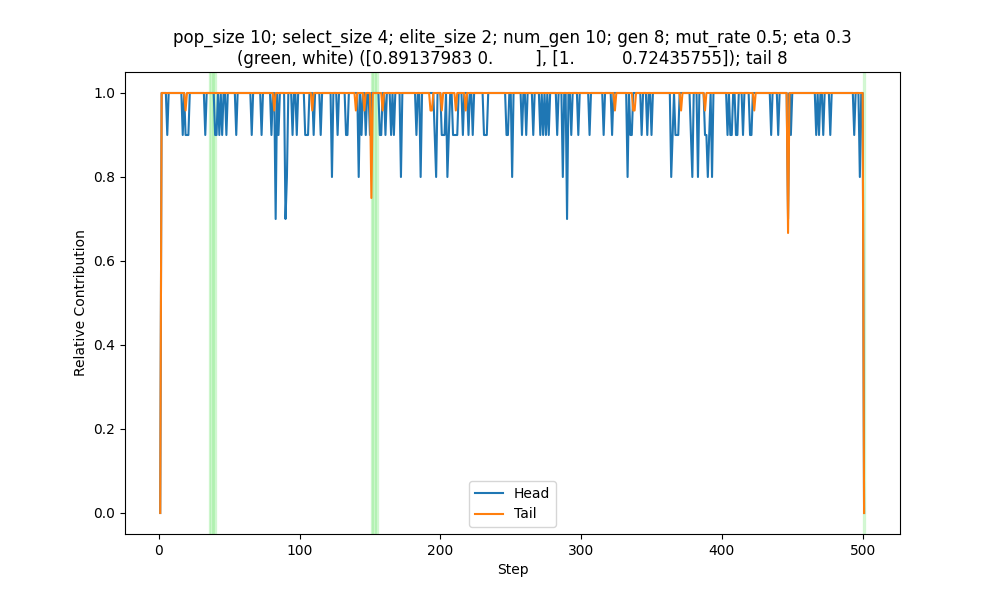 pop_size 10; select_size 4; elite_size 2; num_gen 10; gen 8; mut_rate 0.5; eta 0.3
(green, white) ([0.89137983 0.        ], [1.         0.72435755]); tail 8
1.0
0.8
0.6
0.4
0.2
0.0
Relative Contribution
Head
Tail
0
100
200
300
400
500
Step